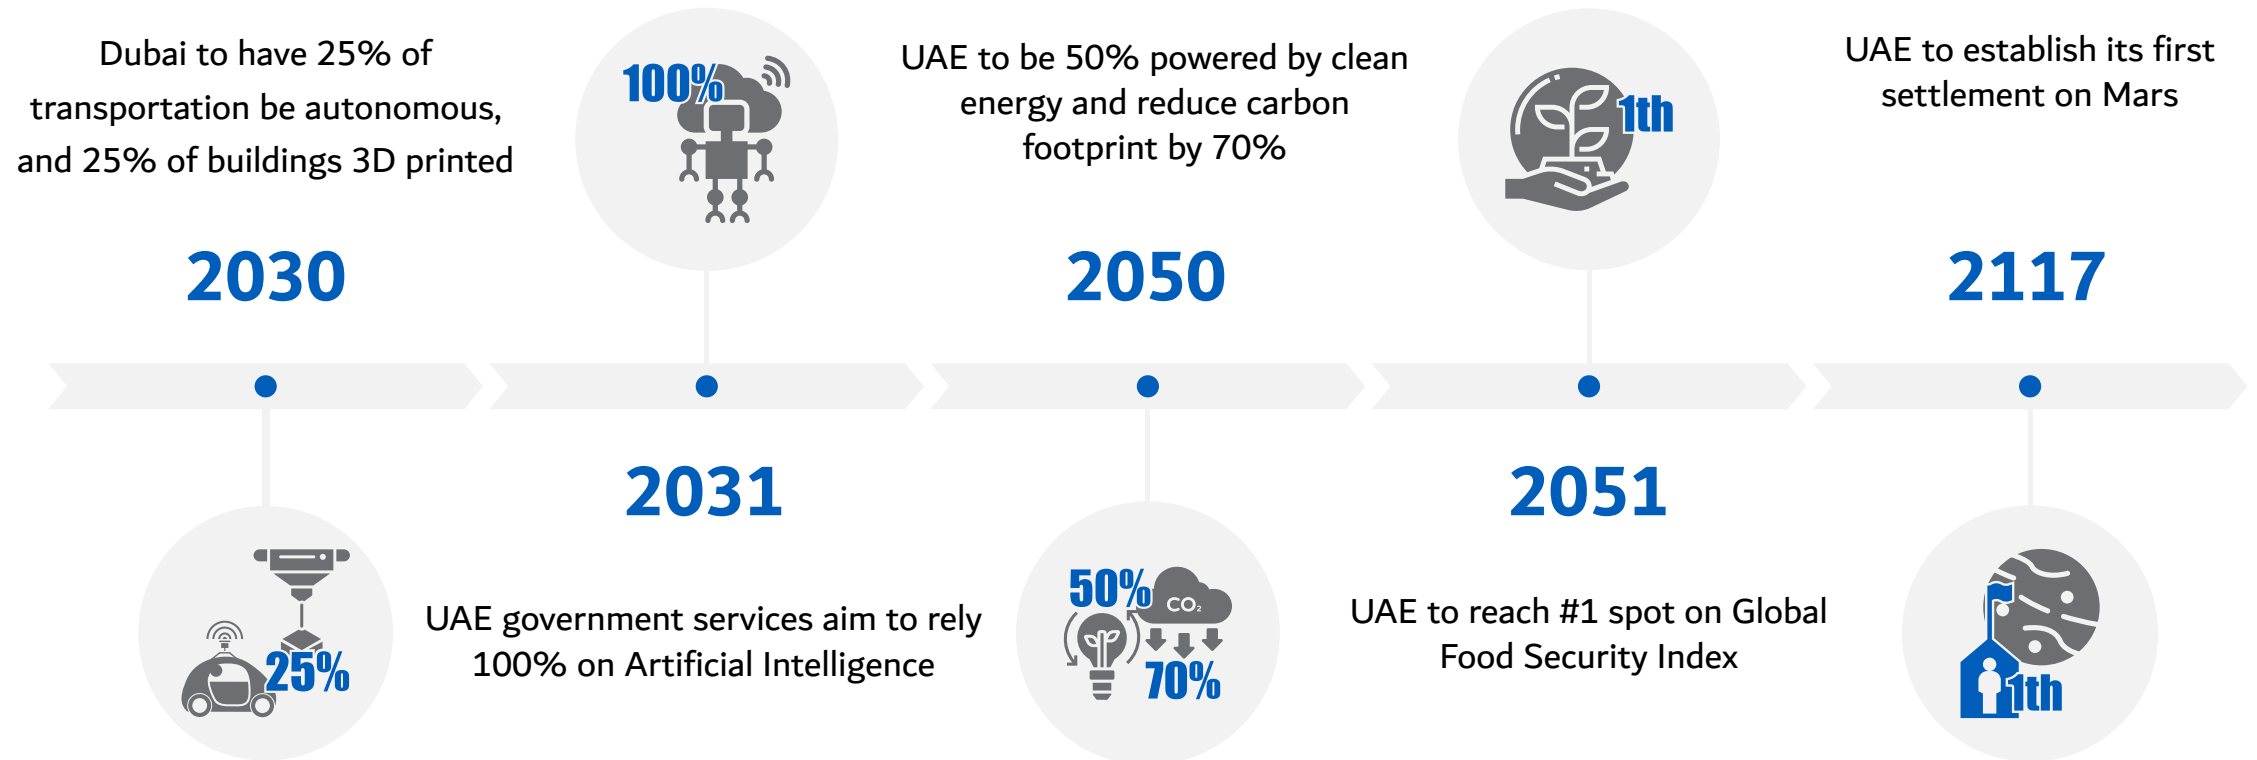 Dubai to have 25% of
transportation be autonomous,
and 25% of buildings 3D printed
2030
25%
100%
2031
UAE government services aim to rely
100% on Artificial Intelligence
UAE to be 50% powered by clean
energy and reduce carbon
footprint by 70%
2050
50%
CO₂
70%
1th
2051
UAE to reach #1 spot on Global
Food Security Index
UAE to establish its first
settlement on Mars
2117
1th